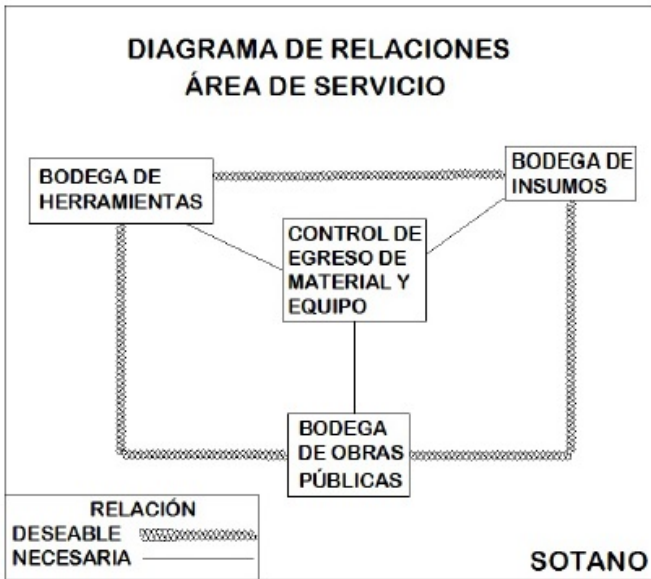 DIAGRAMA DE RELACIONES
ÁREA DE SERVICIO
BODEGA DE
HERRAMIENTAS
BODEGA DE
INSUMOS
CONTROL DE
EGRESO DE
MATERIAL Y
EQUIPO
BODEGA
DE OBRAS
PÚBLICAS
RELACIÓN
DESEABLE
NECESARIA
SOTANO